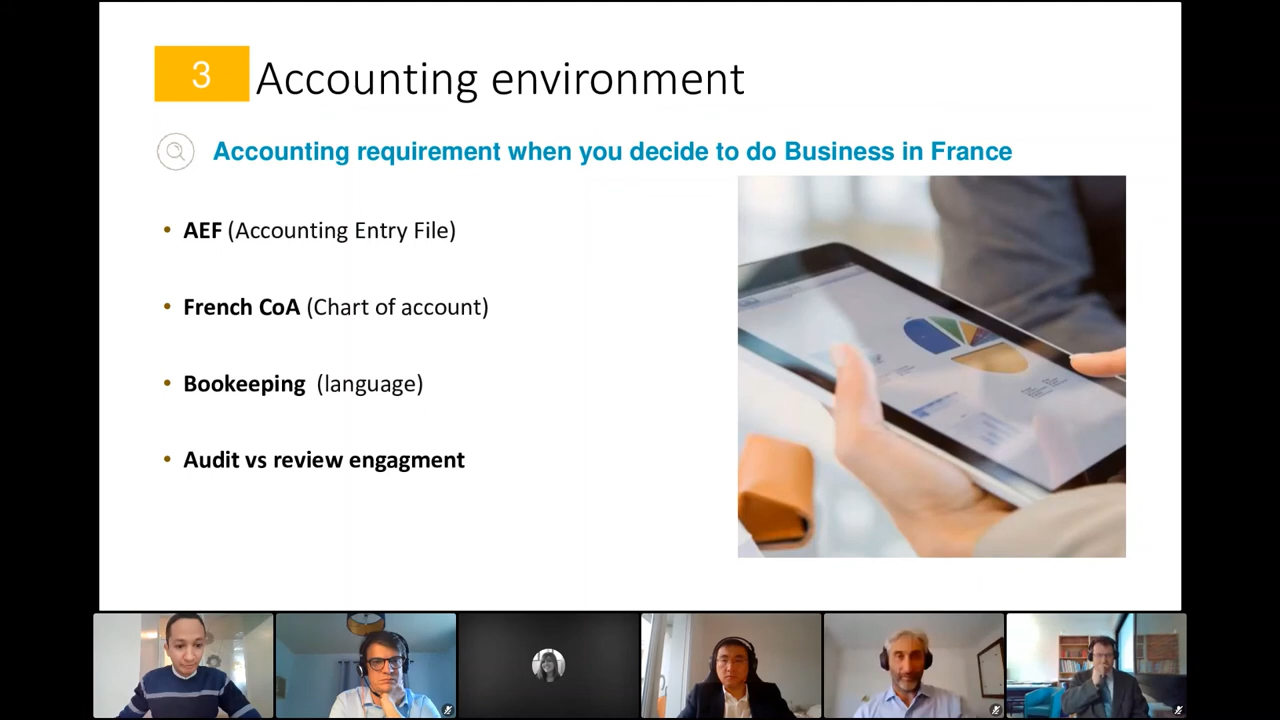 3 Accounting environment
Accounting requirement when you decide to do Business in France
• AEF (Accounting Entry File)
• French CoA (Chart of account)
• Bookeeping (language)
• Audit vs review engagment